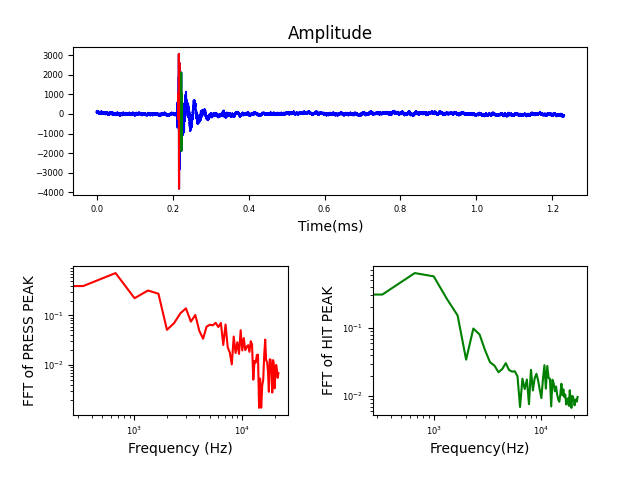 Amplitude
3000
2000
1000
0
−1000
−2000
−3000
−4000
0.0 0.2 0.4 0.6 0.8 1.0 1.2
Time(ms)
FFT of PRESS PEAK
10⁻¹
10⁻²
10³ 10⁴
Frequency (Hz)
FFT of HIT PEAK
10⁻¹
10⁻²
10³ 10⁴
Frequency(Hz)